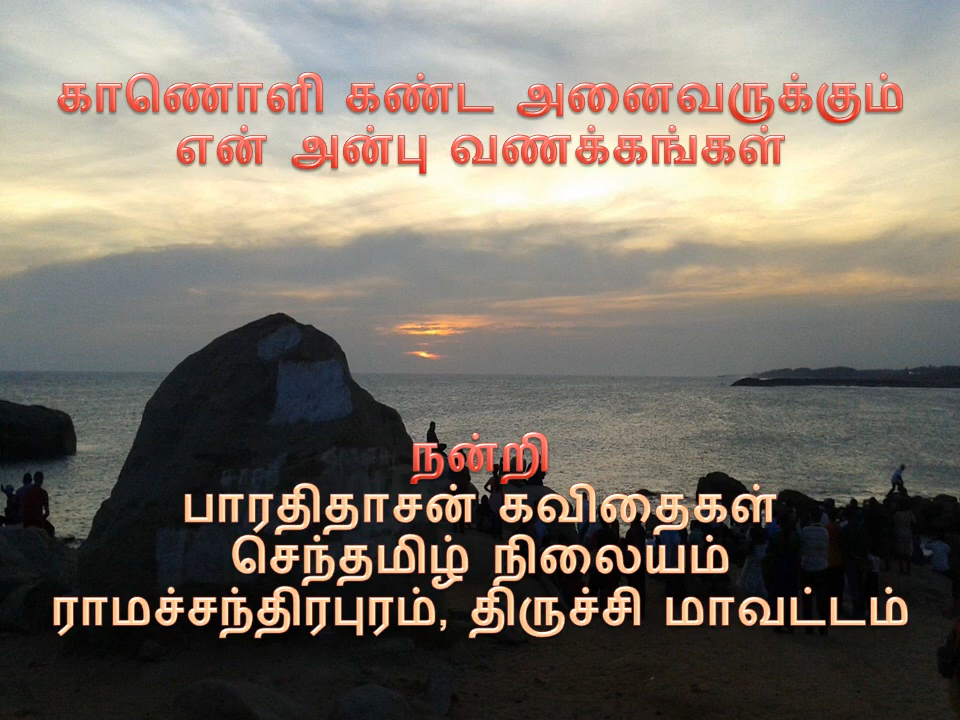 காணொளி கண்ட அனைவருக்கும்
என் அன்பு வணக்கங்கள்
நன்றி
பாரதிதாசன் கவிதைகள்
செந்தமிழ் நிலையம்
ராமச்சந்திரபுரம், திருச்சி மாவட்டம்